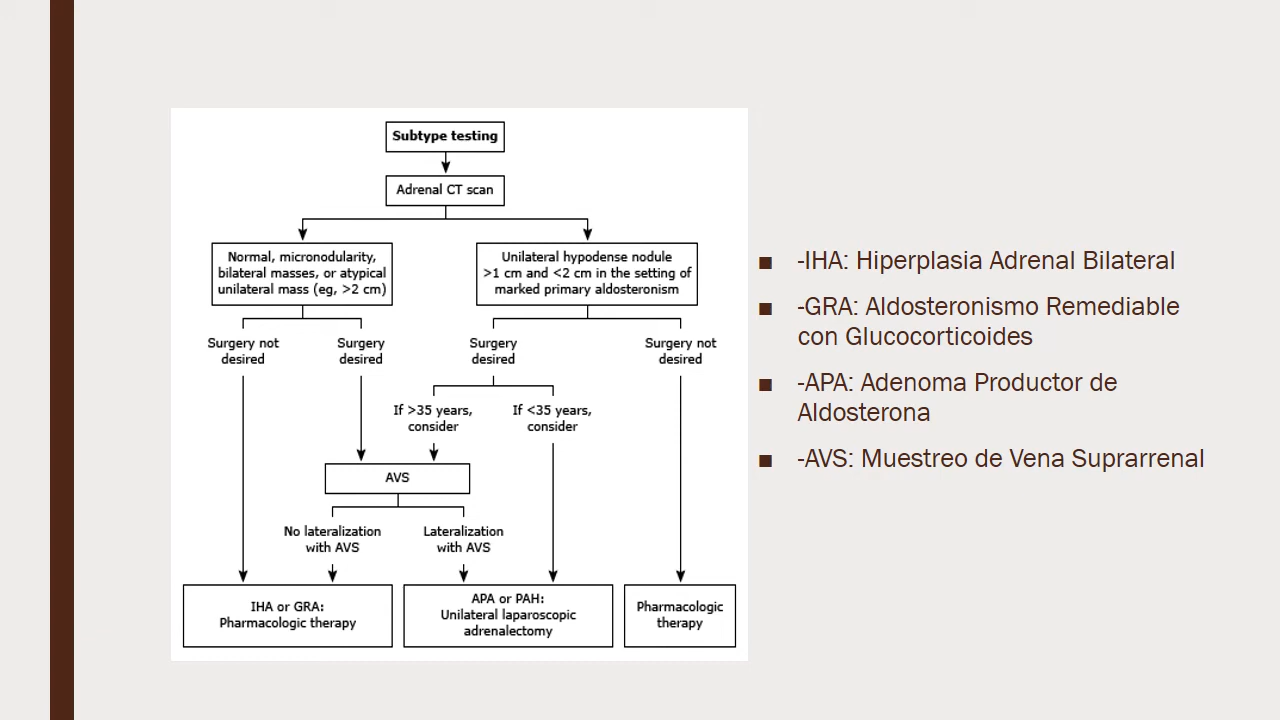 Subtype testing
Adrenal CT scan
Normal, micronodularity,
bilateral masses, or atypical
unilateral mass (eg, >2 cm)
Unilateral hypodense nodule
>1 cm and <2 cm in the setting of
marked primary aldosteronism
Surgery not
desired
Surgery
desired
Surgery
desired
Surgery not
desired
If >35 years,
consider
If <35 years,
consider
AVS
No lateralization
with AVS
Lateralization
with AVS
IHA or GRA:
Pharmacologic therapy
APA or PAH:
Unilateral laparoscopic
adrenalectomy
Pharmacologic
therapy
■ -IHA: Hiperplasia Adrenal Bilateral
■ -GRA: Aldosteronismo Remediable
con Glucocorticoides
■ -APA: Adenoma Productor de
Aldosterona
■ -AVS: Muestreo de Vena Suprarrenal